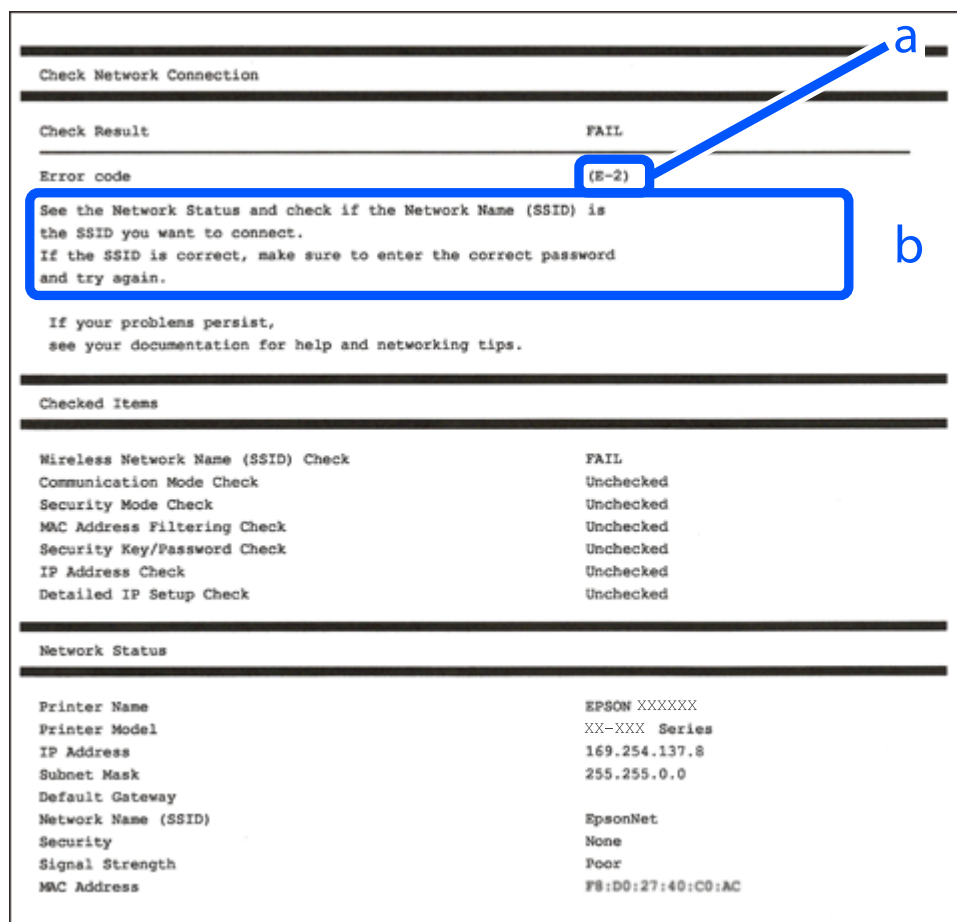 a
Check Network Connection
Check Result FAIL
Error code (E-2)
See the Network Status and check if the Network Name (SSID) is
the SSID you want to connect.
If the SSID is correct, make sure to enter the correct password
and try again.
b
If your problems persist,
see your documentation for help and networking tips.
Checked Items
Wireless Network Name (SSID) Check FAIL
Communication Mode Check Unchecked
Security Mode Check Unchecked
MAC Address Filtering Check Unchecked
Security Key/Password Check Unchecked
IP Address Check Unchecked
Detailed IP Setup Check Unchecked
Network Status
Printer Name EPSON XXXXXX
Printer Model XX-XXX Series
IP Address 169.254.137.8
Subnet Mask 255.255.0.0
Default Gateway
Network Name (SSID) EpsonNet
Security None
Signal Strength Poor
MAC Address F8:D0:27:40:C0:AC